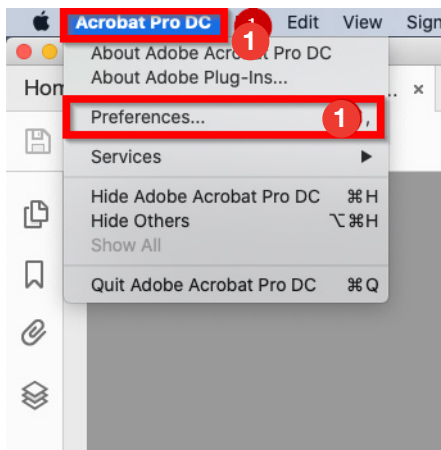 Acrobat Pro DC 1 Edit View Sign
1
About Adobe Acrobat Pro DC
Hom
About Adobe Plug-Ins...
.. ×
Preferences... 1 ,
Services ▶
Hide Adobe Acrobat Pro DC ⌘H
Hide Others ⌥⌘H
Show All
Quit Adobe Acrobat Pro DC ⌘Q